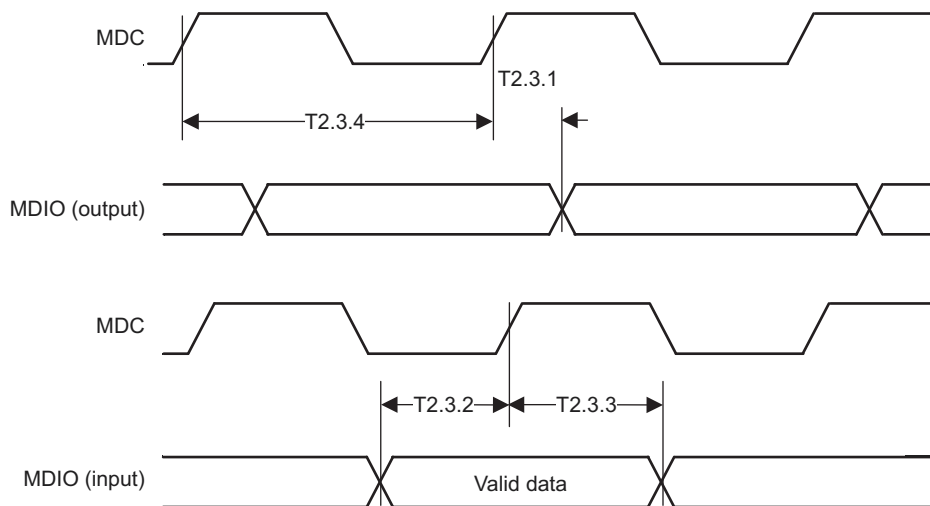 MDC
T2.3.1
T2.3.4
MDIO (output)
MDC
T2.3.2
T2.3.3
MDIO (input)
Valid data